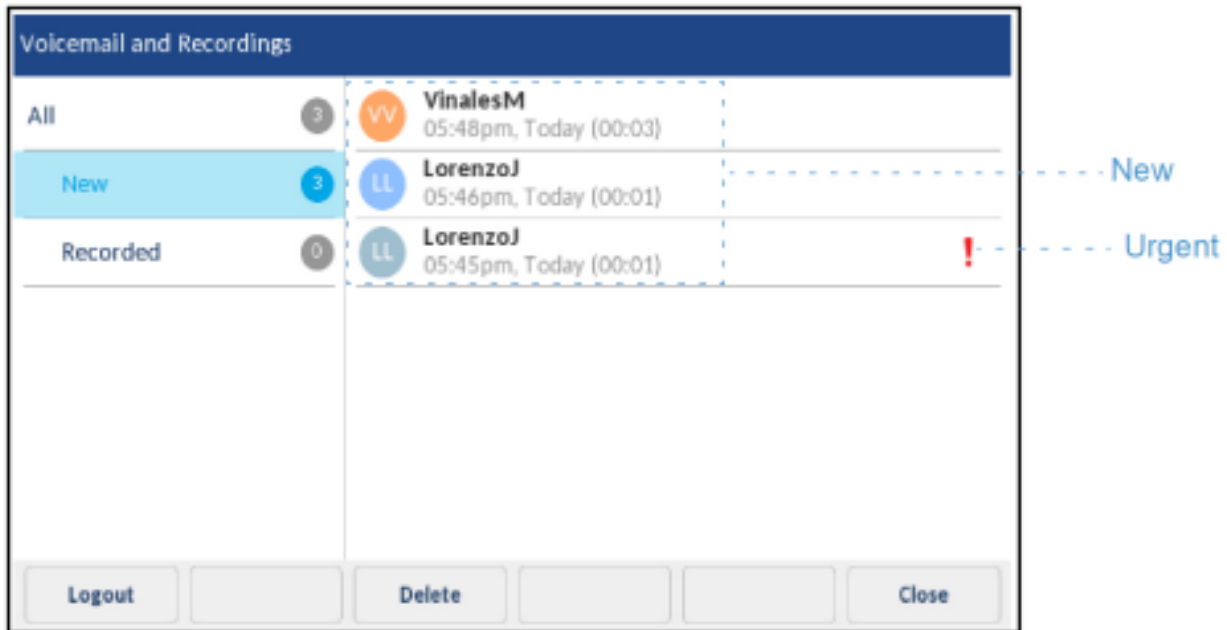 Voicemail and Recordings
All 3
New 3
Recorded 0
VV VinalesM
05:48pm, Today (00:03)
LL LorenzoJ
05:46pm, Today (00:01)
LL LorenzoJ
05:45pm, Today (00:01)
!
New
Urgent
Logout
Delete
Close